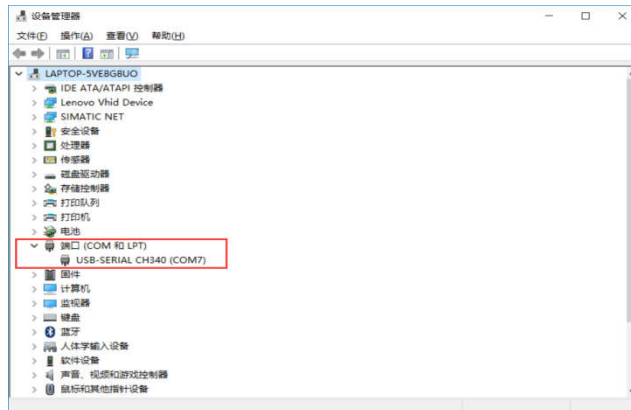 设备管理器
文件(F) 操作(A) 查看(V) 帮助(H)
LAPTOP-5VEBGBUO
IDE ATA/ATAPI 控制器
Lenovo Vhid Device
SIMATIC NET
安全设备
处理器
传感器
磁盘驱动器
存储控制器
打印队列
打印机
电池
端口 (COM 和 LPT)
USB-SERIAL CH340 (COM7)
固件
计算机
监视器
键盘
蓝牙
人体学输入设备
软件设备
声音、视频和游戏控制器
鼠标和其他指针设备